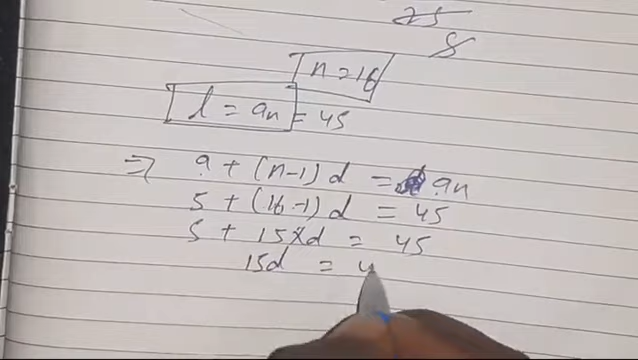 25
8
n = 16
l = an = 45
⇒ a + (n-1) d = an
5 + (16-1) d = 45
5 + 15×d = 45
15d = 4